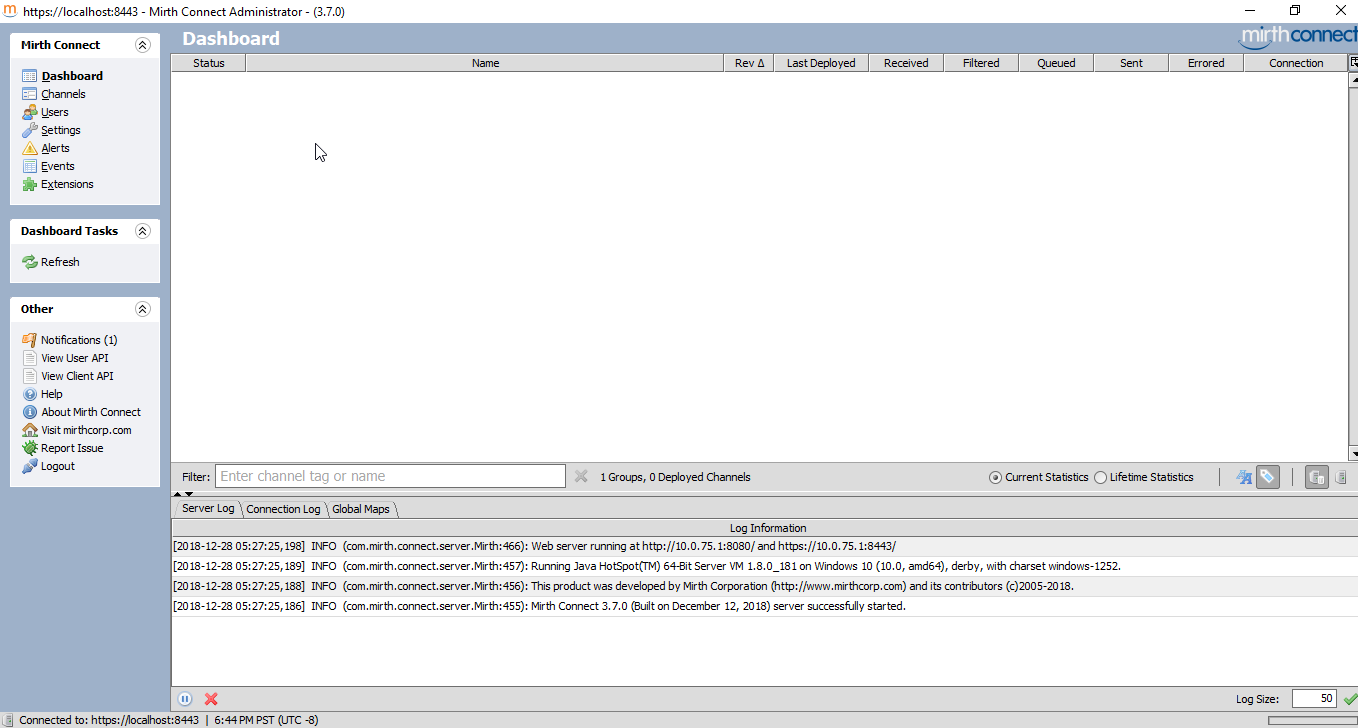 https://localhost:8443 - Mirth Connect Administrator - (3.7.0)
Mirth Connect
Dashboard
Channels
Users
Settings
Alerts
Events
Extensions
Dashboard Tasks
Refresh
Other
Notifications (1)
View User API
View Client API
Help
About Mirth Connect
Visit mirthcorp.com
Report Issue
Logout
Dashboard
mirthconnect
Status Name Rev Δ Last Deployed Received Filtered Queued Sent Errored Connection
Filter: Enter channel tag or name 1 Groups, 0 Deployed Channels Current Statistics Lifetime Statistics
Server Log Connection Log Global Maps
Log Information
[2018-12-28 05:27:25,198] INFO (com.mirth.connect.server.Mirth:466): Web server running at http://10.0.75.1:8080/ and https://10.0.75.1:8443/
[2018-12-28 05:27:25,189] INFO (com.mirth.connect.server.Mirth:457): Running Java HotSpot(TM) 64-Bit Server VM 1.8.0_181 on Windows 10 (10.0, amd64), derby, with charset windows-1252.
[2018-12-28 05:27:25,188] INFO (com.mirth.connect.server.Mirth:456): This product was developed by Mirth Corporation (http://www.mirthcorp.com) and its contributors (c)2005-2018.
[2018-12-28 05:27:25,186] INFO (com.mirth.connect.server.Mirth:455): Mirth Connect 3.7.0 (Built on December 12, 2018) server successfully started.
Log Size: 50
Connected to: https://localhost:8443 | 6:44 PM PST (UTC -8)